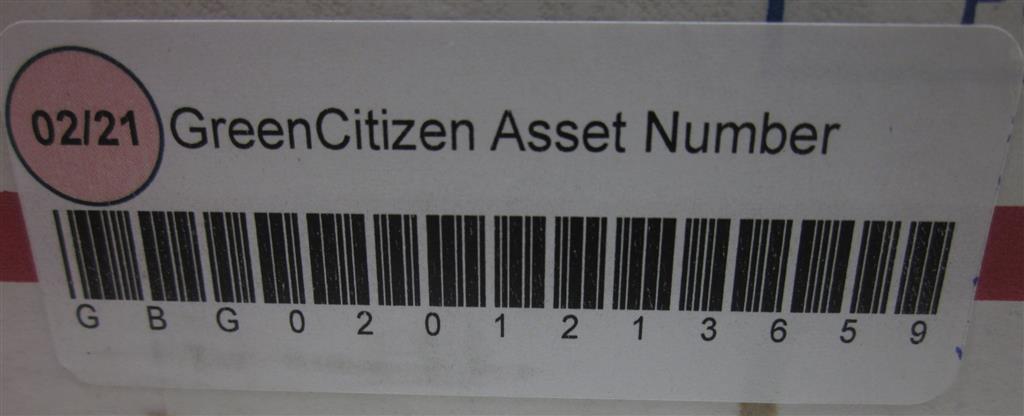 02/21 GreenCitizen Asset Number
G B G 0 2 0 1 2 1 3 6 5 9